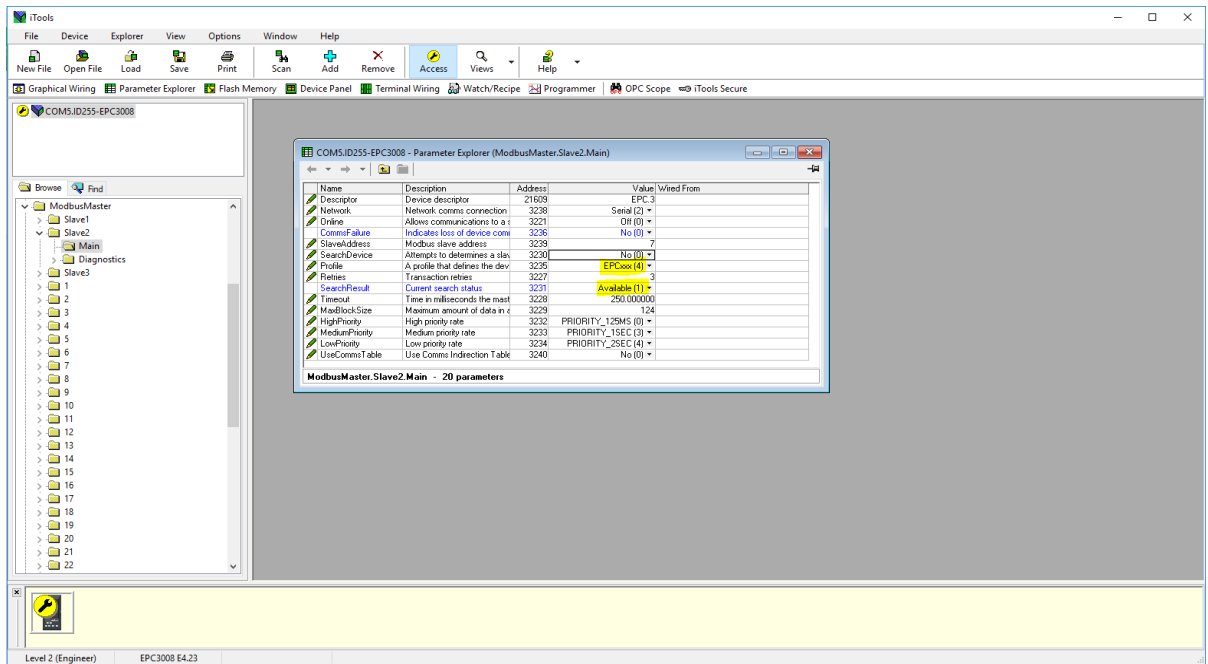 iTools
File Device Explorer View Options Window Help
New File Open File Load Save Print Scan Add Remove Access Views Help
Graphical Wiring Parameter Explorer Flash Memory Device Panel Terminal Wiring Watch/Recipe Programmer OPC Scope iTools Secure
COM5.ID255-EPC3008
Browse Find
ModbusMaster
Slave1
Slave2
Main
Diagnostics
Slave3
1
2
3
4
5
6
7
8
9
10
11
12
13
14
15
16
17
18
19
20
21
22
COM5.ID255-EPC3008 - Parameter Explorer (ModbusMaster.Slave2.Main)
Name Description Address Value Wired From
Descriptor Device descriptor 21609 EPC.3
Network Network comms connection 3238 Serial (2)
Online Allows communications to a s 3221 Off (0)
CommsFailure Indicates loss of device com 3236 No (0)
SlaveAddress Modbus slave address 3239 7
SearchDevice Attempts to determines a slav 3230 No (0)
Profile A profile that defines the dev 3235 EPCxxx (4)
Retries Transaction retries 3227 3
SearchResult Current search status 3231 Available (1)
Timeout Time in milliseconds the mast 3228 250.000000
MaxBlockSize Maximum amount of data in a 3229 124
HighPriority High priority rate 3232 PRIORITY_125MS (0)
MediumPriority Medium priority rate 3233 PRIORITY_1SEC (3)
LowPriority Low priority rate 3234 PRIORITY_2SEC (4)
UseCommsTable Use Comms Indirection Table 3240 No (0)
ModbusMaster.Slave2.Main - 20 parameters
Level 2 (Engineer) EPC3008 E4.23